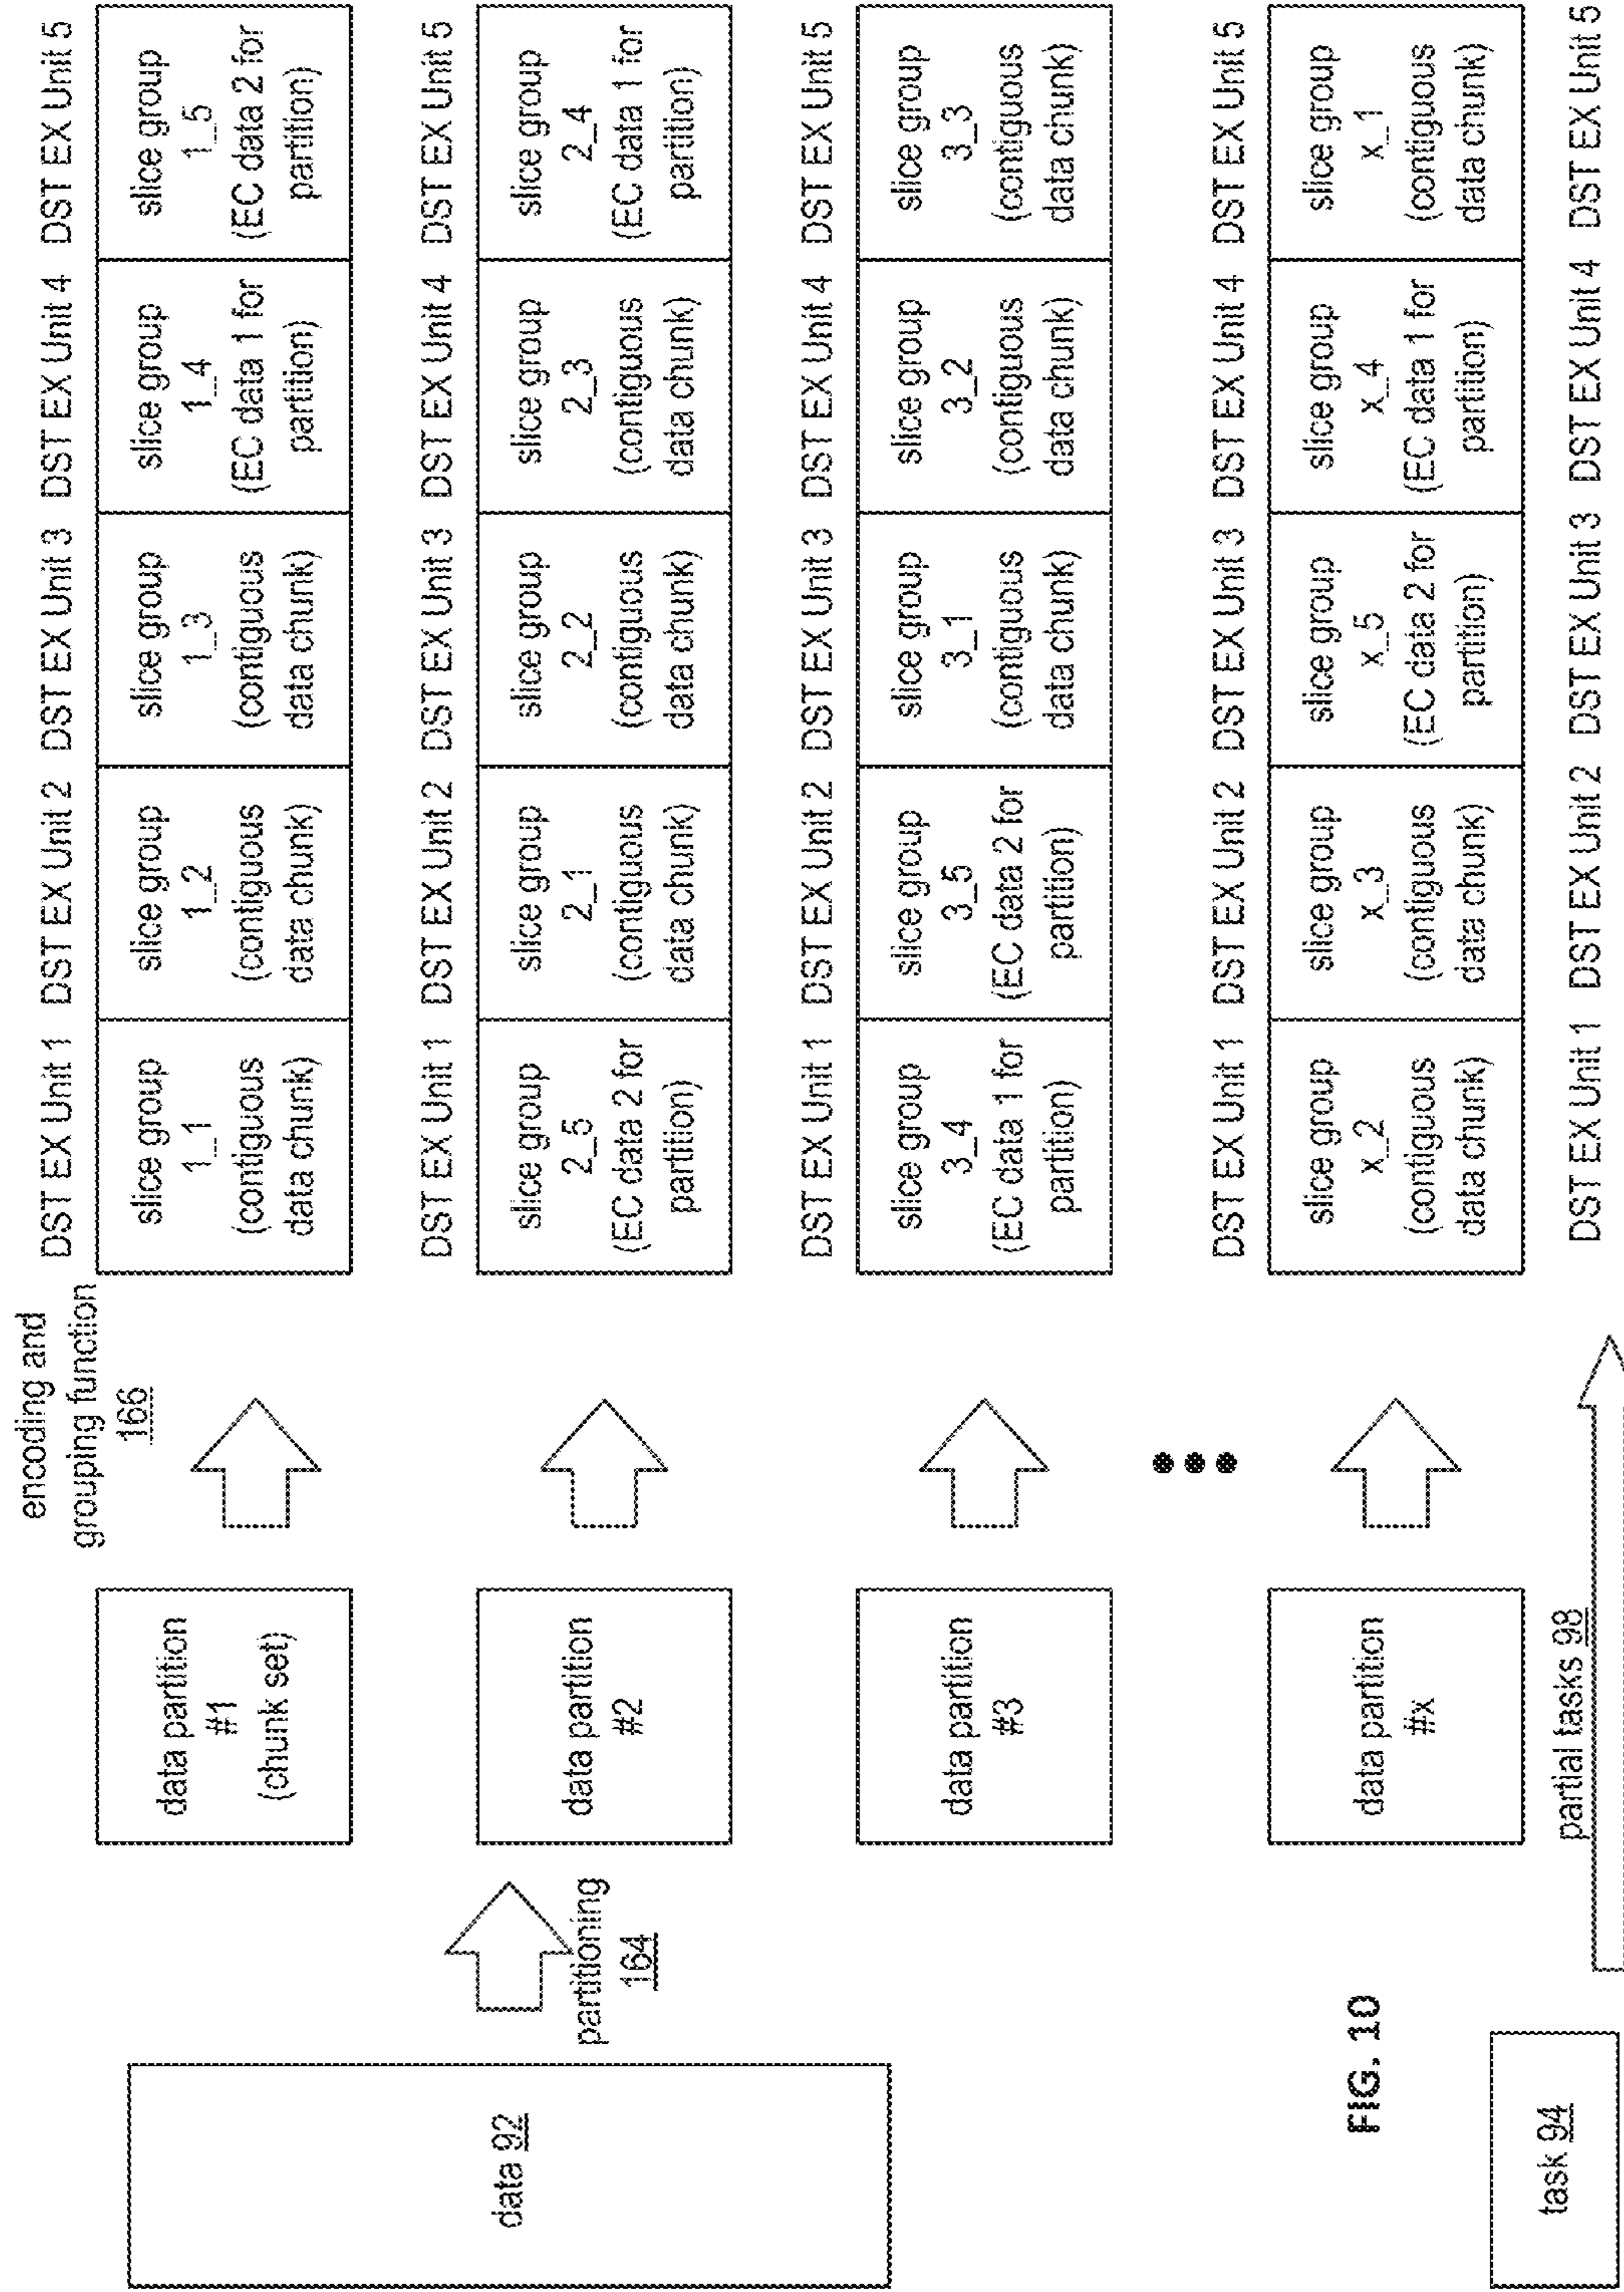 data 92
partitioning
164
data partition
#1
(chunk set)
data partition
#2
data partition
#3
data partition
#x
encoding and
grouping function
166
DST EX Unit 1 DST EX Unit 2 DST EX Unit 3 DST EX Unit 4 DST EX Unit 5
slice group
1_1
(contiguous
data chunk)
slice group
1_2
(contiguous
data chunk)
slice group
1_3
(contiguous
data chunk)
slice group
1_4
(EC data 1 for
partition)
slice group
1_5
(EC data 2 for
partition)
DST EX Unit 1 DST EX Unit 2 DST EX Unit 3 DST EX Unit 4 DST EX Unit 5
slice group
2_5
(EC data 2 for
partition)
slice group
2_1
(contiguous
data chunk)
slice group
2_2
(contiguous
data chunk)
slice group
2_3
(contiguous
data chunk)
slice group
2_4
(EC data 1 for
partition)
DST EX Unit 1 DST EX Unit 2 DST EX Unit 3 DST EX Unit 4 DST EX Unit 5
slice group
3_4
(EC data 1 for
partition)
slice group
3_5
(EC data 2 for
partition)
slice group
3_1
(contiguous
data chunk)
slice group
3_2
(contiguous
data chunk)
slice group
3_3
(contiguous
data chunk)
DST EX Unit 1 DST EX Unit 2 DST EX Unit 3 DST EX Unit 4 DST EX Unit 5
slice group
x_2
(contiguous
data chunk)
slice group
x_3
(contiguous
data chunk)
slice group
x_5
(EC data 2 for
partition)
slice group
x_4
(EC data 1 for
partition)
slice group
x_1
(contiguous
data chunk)
FIG. 10
task 94
partial tasks 98
DST EX Unit 1 DST EX Unit 2 DST EX Unit 3 DST EX Unit 4 DST EX Unit 5